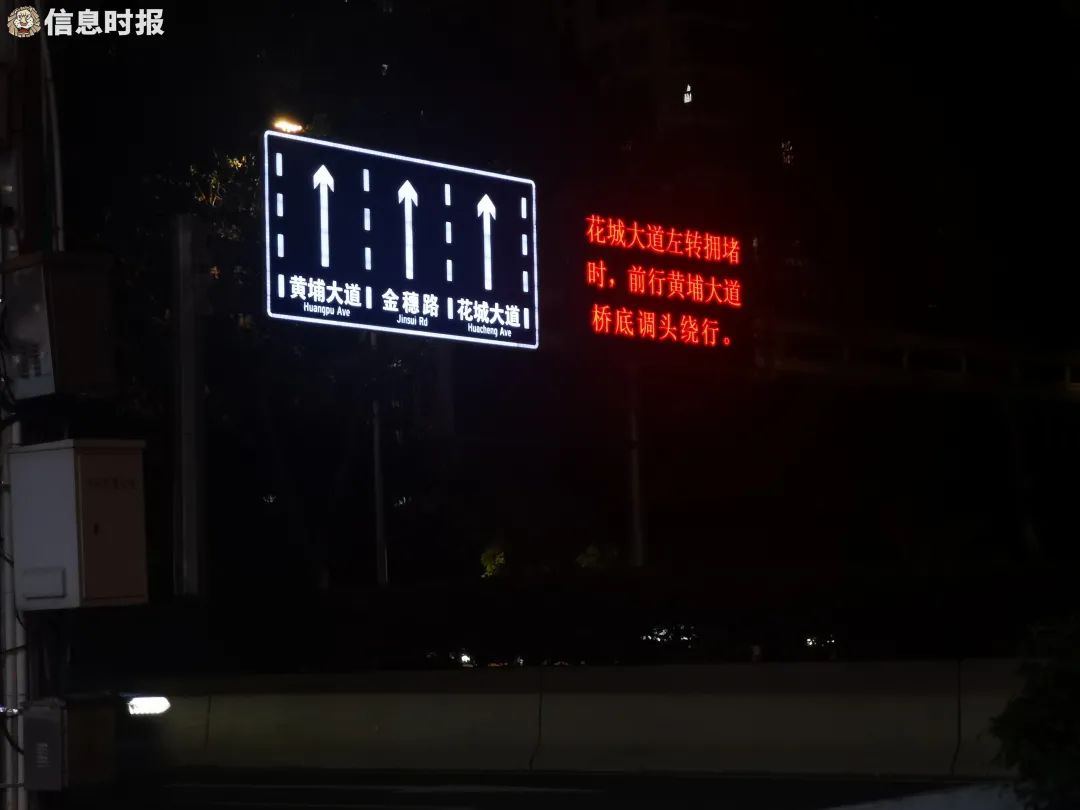 信息时报
黄埔大道
Huangpu Ave
金穗路
Jinsui Rd
花城大道
Huacheng Ave
花城大道左转拥堵
时，前行黄埔大道
桥底调头绕行。